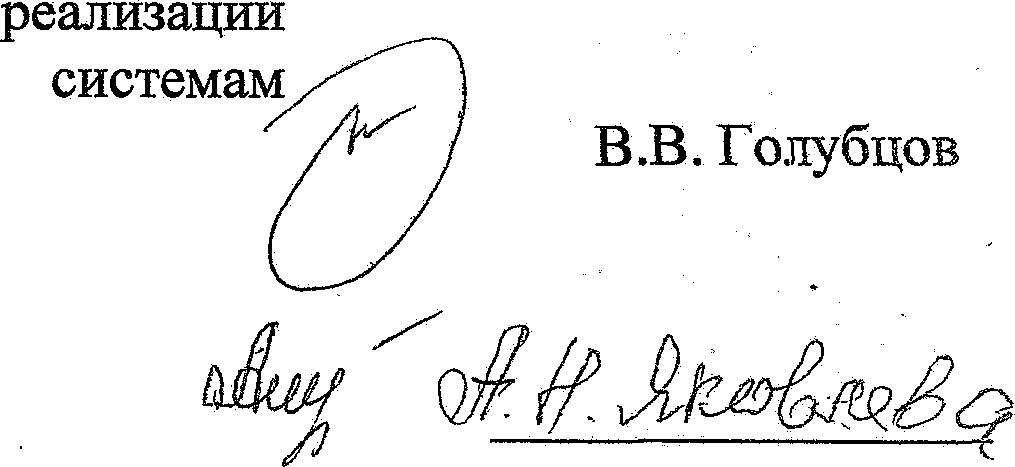 реализации
системам
В.В. Голубцов
А.Н. Яковлева